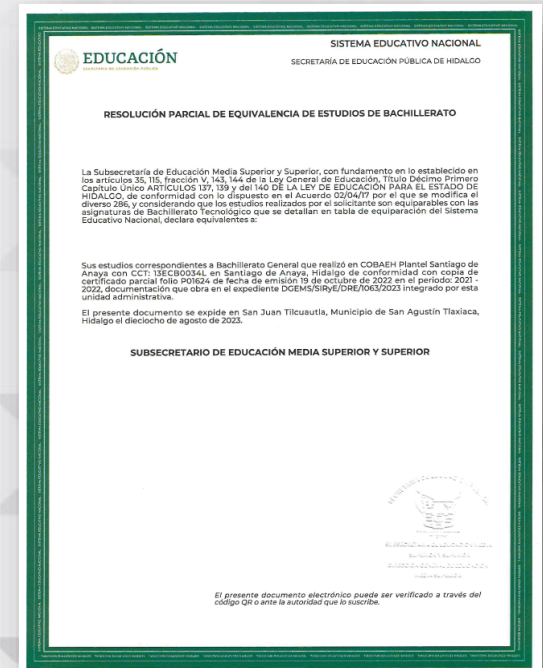 EDUCACIÓN
SECRETARÍA DE EDUCACIÓN PÚBLICA
SISTEMA EDUCATIVO NACIONAL
SECRETARÍA DE EDUCACIÓN PÚBLICA DE HIDALGO
RESOLUCIÓN PARCIAL DE EQUIVALENCIA DE ESTUDIOS DE BACHILLERATO
La Subsecretaría de Educación Media Superior y Superior, con fundamento en lo establecido en
los artículos 35, 115, fracción V, 143, 144 de la Ley General de Educación, Título Décimo Primero
Capítulo Único ARTÍCULOS 137, 139 y del 140 DE LA LEY DE EDUCACIÓN PARA EL ESTADO DE
HIDALGO, de conformidad con lo dispuesto en el Acuerdo 02/04/17 por el que se modifica el
diverso 286, y considerando que los estudios realizados por el solicitante son equiparables con las
asignaturas de Bachillerato Tecnológico que se detallan en tabla de equiparación del Sistema
Educativo Nacional, declara equivalentes a:
Sus estudios correspondientes a Bachillerato General que realizó en COBAEH Plantel Santiago de
Anaya con CCT: 13ECB0034L en Santiago de Anaya, Hidalgo de conformidad con copia de
certificado parcial folio P01624 de fecha de emisión 19 de octubre de 2022 en el periodo: 2021 -
2022, documentación que obra en el expediente DGEMS/SIRyE/DRE/1063/2023 integrado por esta
unidad administrativa.
El presente documento se expide en San Juan Tilcuautla, Municipio de San Agustín Tlaxiaca,
Hidalgo el dieciocho de agosto de 2023.
SUBSECRETARIO DE EDUCACIÓN MEDIA SUPERIOR Y SUPERIOR
El presente documento electrónico puede ser verificado a través del
código QR o ante la autoridad que lo suscribe.